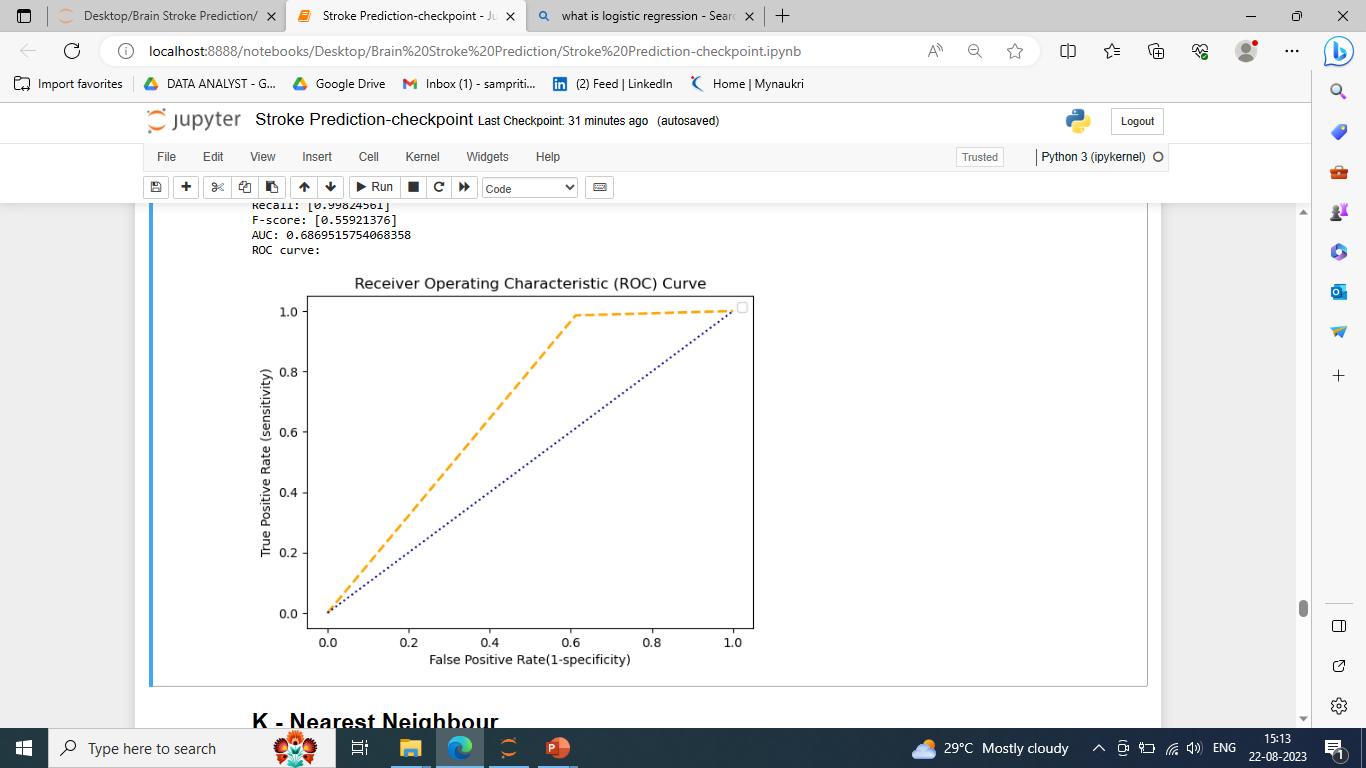 Desktop/Brain Stroke Prediction/
Stroke Prediction-checkpoint - Ju
what is logistic regression - Searc
localhost:8888/notebooks/Desktop/Brain%20Stroke%20Prediction/Stroke%20Prediction-checkpoint.ipynb
Import favorites
DATA ANALYST - G...
Google Drive
Inbox (1) - sampriti...
(2) Feed | LinkedIn
Home | Mynaukri
jupyter Stroke Prediction-checkpoint Last Checkpoint: 31 minutes ago (autosaved)
Logout
File Edit View Insert Cell Kernel Widgets Help
Trusted
Python 3 (ipykernel)
Run
Code
Recall: [0.99824561]
F-score: [0.55921376]
AUC: 0.6869515754068358
ROC curve:
Receiver Operating Characteristic (ROC) Curve
True Positive Rate (sensitivity)
1.0
0.8
0.6
0.4
0.2
0.0
0.0 0.2 0.4 0.6 0.8 1.0
False Positive Rate(1-specificity)
K - Nearest Neighbour
Type here to search
29°C Mostly cloudy
ENG
15:13
22-08-2023
1